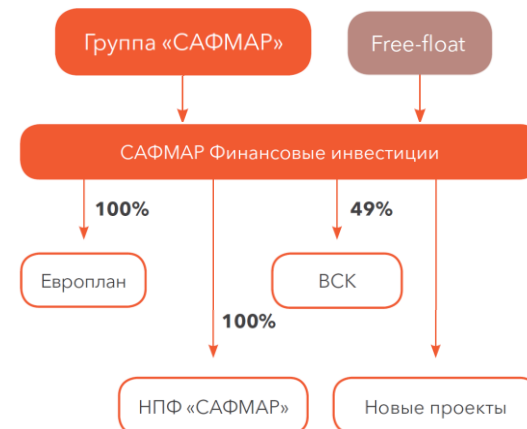 Группа «САФМАР»
Free-float
САФМАР Финансовые инвестиции
100%
49%
Европлан
ВСК
100%
НПФ «САФМАР»
Новые проекты